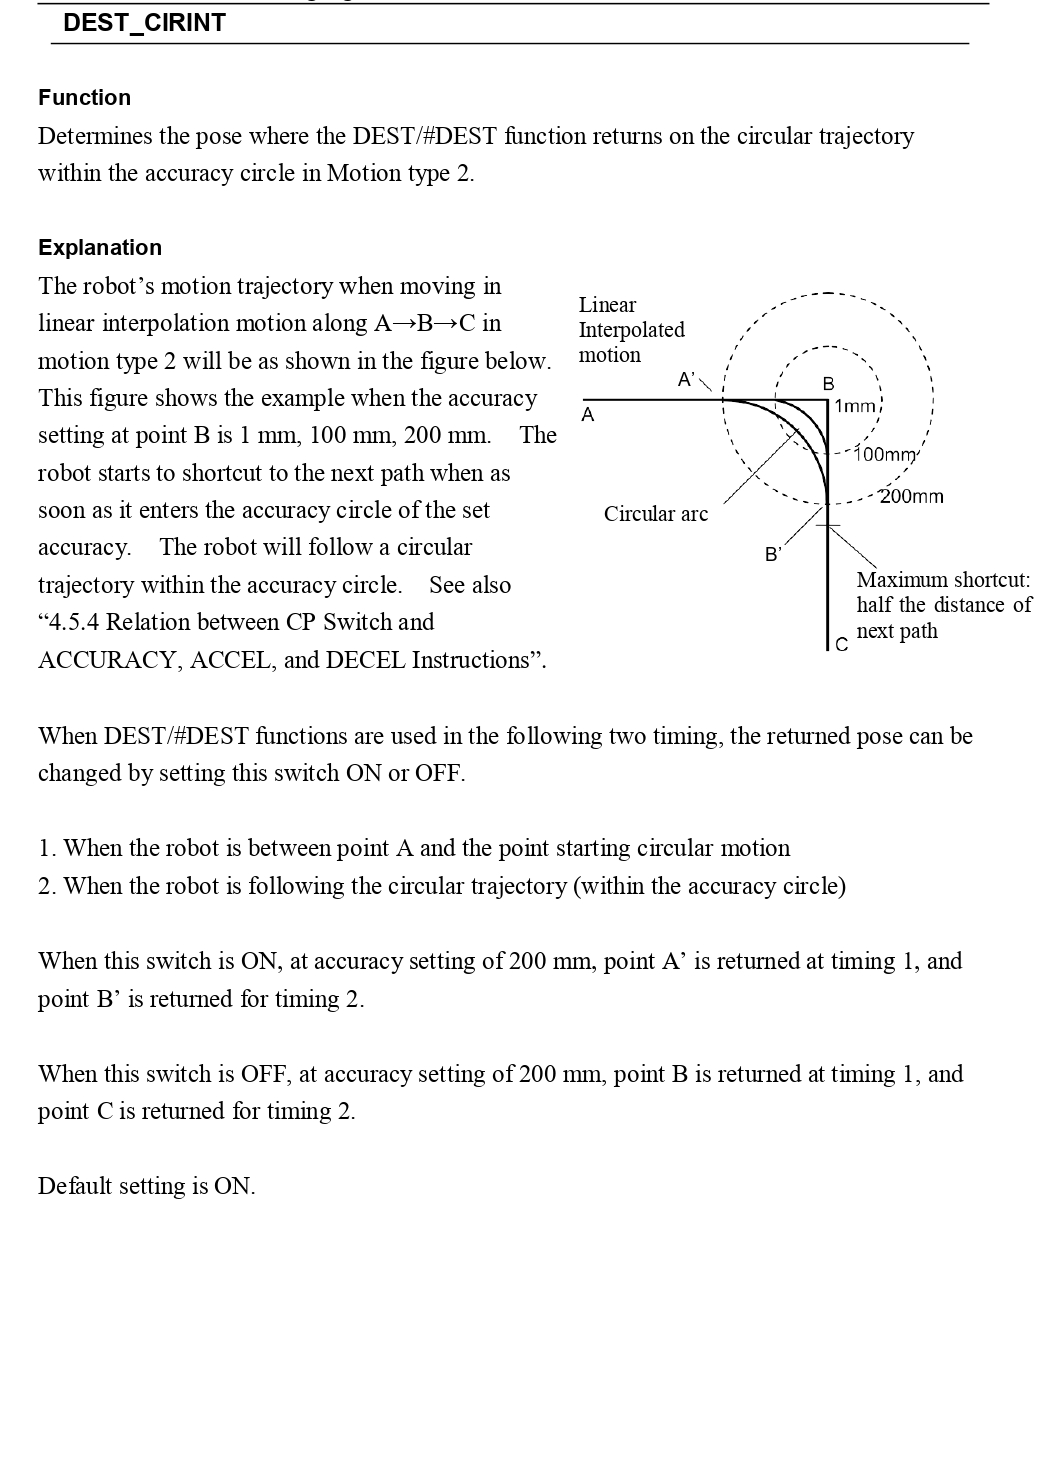 DEST_CIRINT
Function
Determines the pose where the DEST/#DEST function returns on the circular trajectory
within the accuracy circle in Motion type 2.
Explanation
The robot’s motion trajectory when moving in
linear interpolation motion along A→B→C in
motion type 2 will be as shown in the figure below.
This figure shows the example when the accuracy
setting at point B is 1 mm, 100 mm, 200 mm. The
robot starts to shortcut to the next path when as
soon as it enters the accuracy circle of the set
accuracy. The robot will follow a circular
trajectory within the accuracy circle. See also
“4.5.4 Relation between CP Switch and
ACCURACY, ACCEL, and DECEL Instructions”.
Linear
Interpolated
motion
A’
B
A
1mm
100mm
200mm
Circular arc
B’
Maximum shortcut:
half the distance of
next path
C
When DEST/#DEST functions are used in the following two timing, the returned pose can be
changed by setting this switch ON or OFF.
1. When the robot is between point A and the point starting circular motion
2. When the robot is following the circular trajectory (within the accuracy circle)
When this switch is ON, at accuracy setting of 200 mm, point A’ is returned at timing 1, and
point B’ is returned for timing 2.
When this switch is OFF, at accuracy setting of 200 mm, point B is returned at timing 1, and
point C is returned for timing 2.
Default setting is ON.